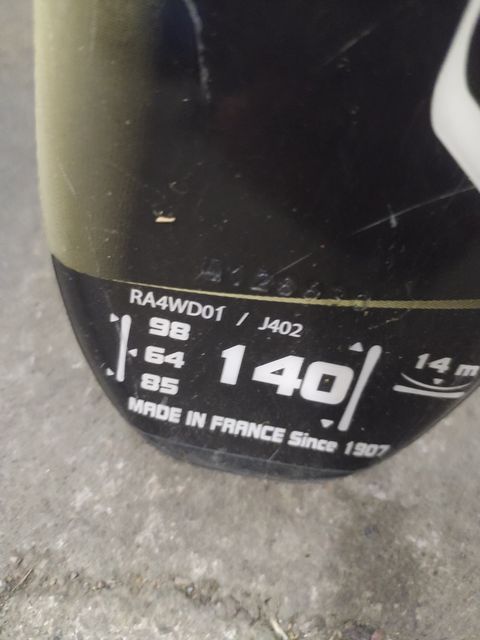 RA4WD01 / J402
98
64
85
140
14 m
MADE IN FRANCE Since 1907